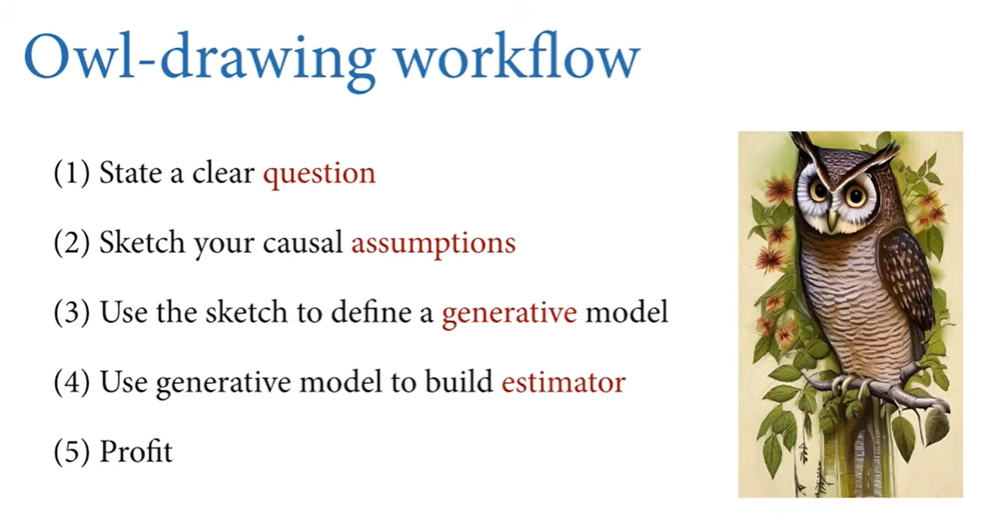 Owl-drawing workflow
(1) State a clear question
(2) Sketch your causal assumptions
(3) Use the sketch to define a generative model
(4) Use generative model to build estimator
(5) Profit